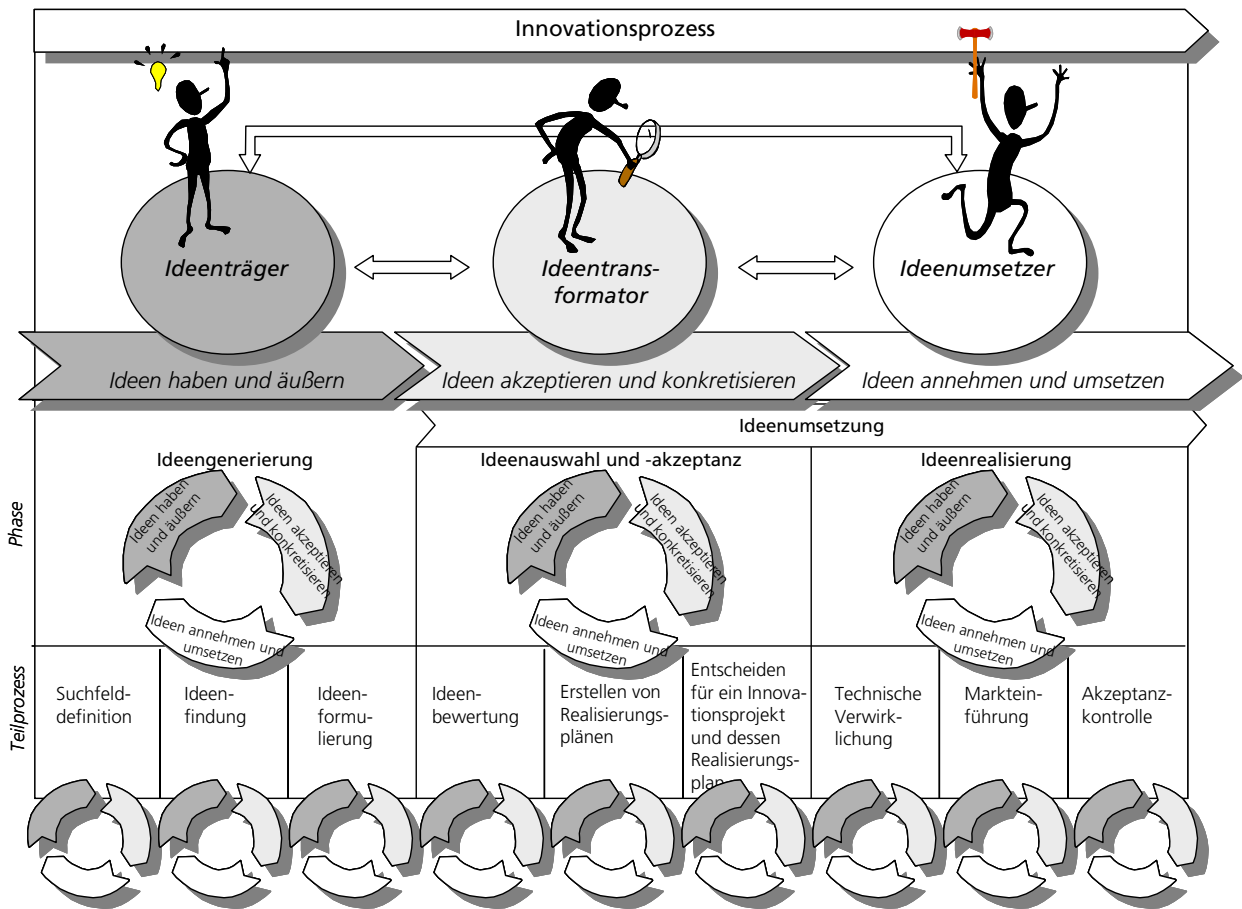 Innovationsprozess
Ideenträger
Ideentrans-
formator
Ideenumsetzer
Ideen haben und äußern
Ideen akzeptieren und konkretisieren
Ideen annehmen und umsetzen
Ideenumsetzung
Phase
Ideengenerierung
Ideen haben
und äußern
Ideen akzeptieren
und konkretisieren
Ideen annehmen und
umsetzen
Ideenauswahl und -akzeptanz
Ideen haben
und äußern
Ideen akzeptieren
und konkretisieren
Ideen annehmen und
umsetzen
Ideenrealisierung
Ideen haben
und äußern
Ideen akzeptieren
und konkretisieren
Ideen annehmen und
umsetzen
Teilprozess
Suchfeld-
definition
Ideen-
findung
Ideen-
formu-
lierung
Ideen-
bewertung
Erstellen von
Realisierungs-
plänen
Entscheiden
für ein Innova-
tionsprojekt
und dessen
Realisierungs-
plan
Technische
Verwirk-
lichung
Marktein-
führung
Akzeptanz-
kontrolle